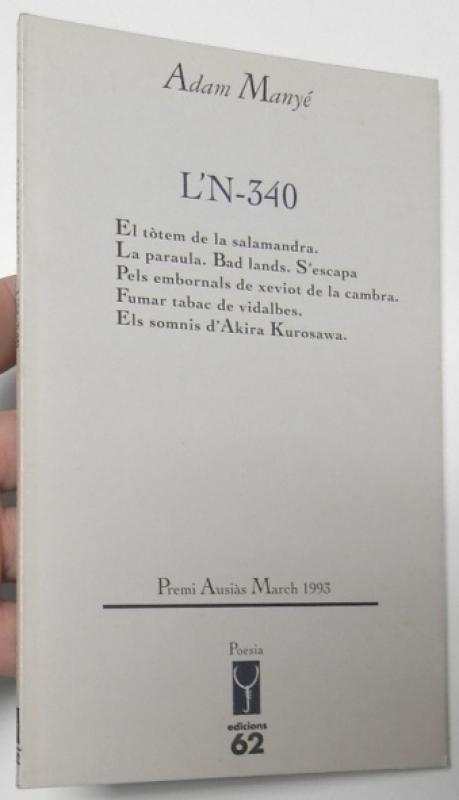 Adam Manyé
L'N-340
El tòtem de la salamandra.
La paraula. Bad lands. S'escapa
Pels embornals de xeviot de la cambra.
Fumar tabac de vidalbes.
Els somnis d'Akira Kurosawa.
Premi Ausiàs March 1993
Poesia
edicions
62